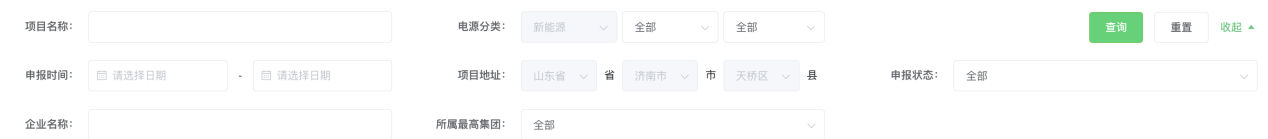 项目名称: 电源分类: 新能源 全部 全部 查询 重置 收起
申报时间: 请选择日期 - 请选择日期 项目地址: 山东省 省 济南市 市 天桥区 县 申报状态: 全部
企业名称: 所属最高集团: 全部